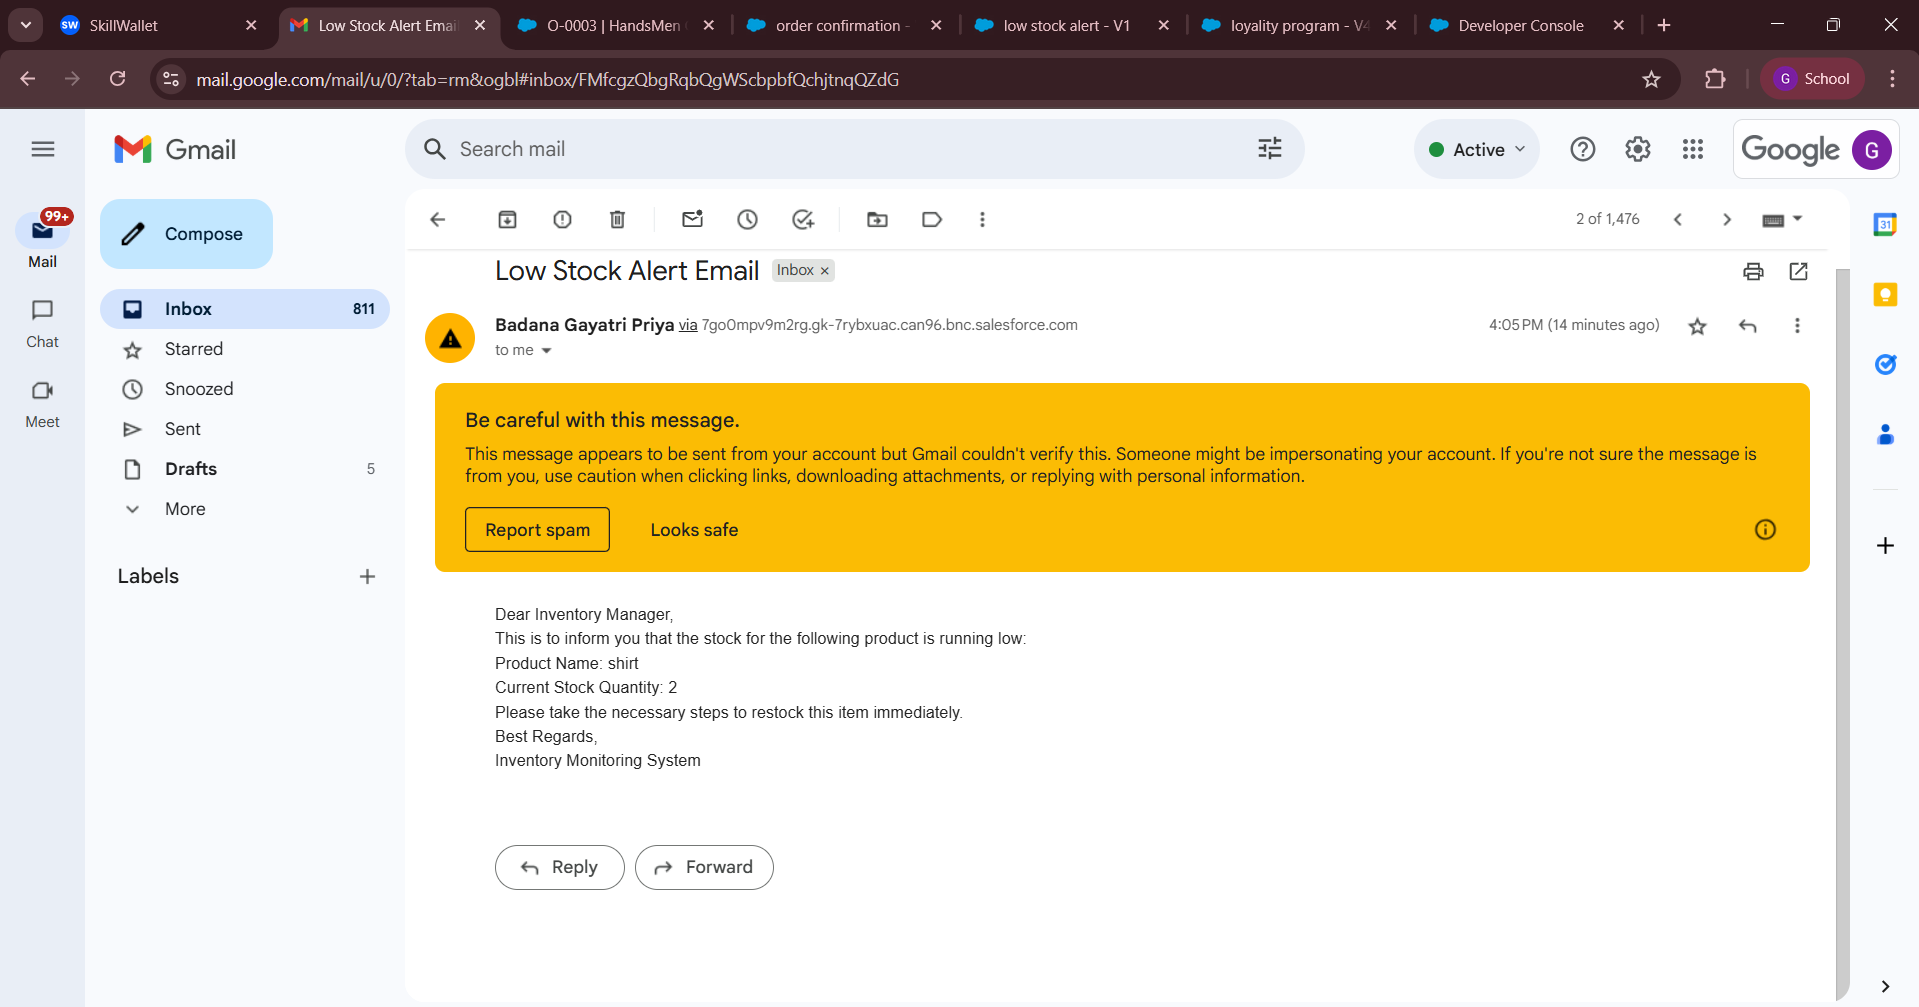 SkillWallet
Low Stock Alert Emai
O-0003 | HandsMen
order confirmation -
low stock alert - V1
loyality program - V4
Developer Console
mail.google.com/mail/u/0/?tab=rm&ogbl#inbox/FMfcgzQbgRqbQgWScbpbfQchjtnqQZdG
G School
Gmail
Search mail
Active
Google G
99+
Mail
Chat
Meet
Compose
Inbox 811
Starred
Snoozed
Sent
Drafts 5
More
Labels
2 of 1,476
31
Low Stock Alert Email Inbox ×
Badana Gayatri Priya via 7go0mpv9m2rg.gk-7rybxuac.can96.bnc.salesforce.com
4:05 PM (14 minutes ago)
to me
Be careful with this message.
This message appears to be sent from your account but Gmail couldn't verify this. Someone might be impersonating your account. If you're not sure the message is
from you, use caution when clicking links, downloading attachments, or replying with personal information.
Report spam
Looks safe
Dear Inventory Manager,
This is to inform you that the stock for the following product is running low:
Product Name: shirt
Current Stock Quantity: 2
Please take the necessary steps to restock this item immediately.
Best Regards,
Inventory Monitoring System
Reply
Forward